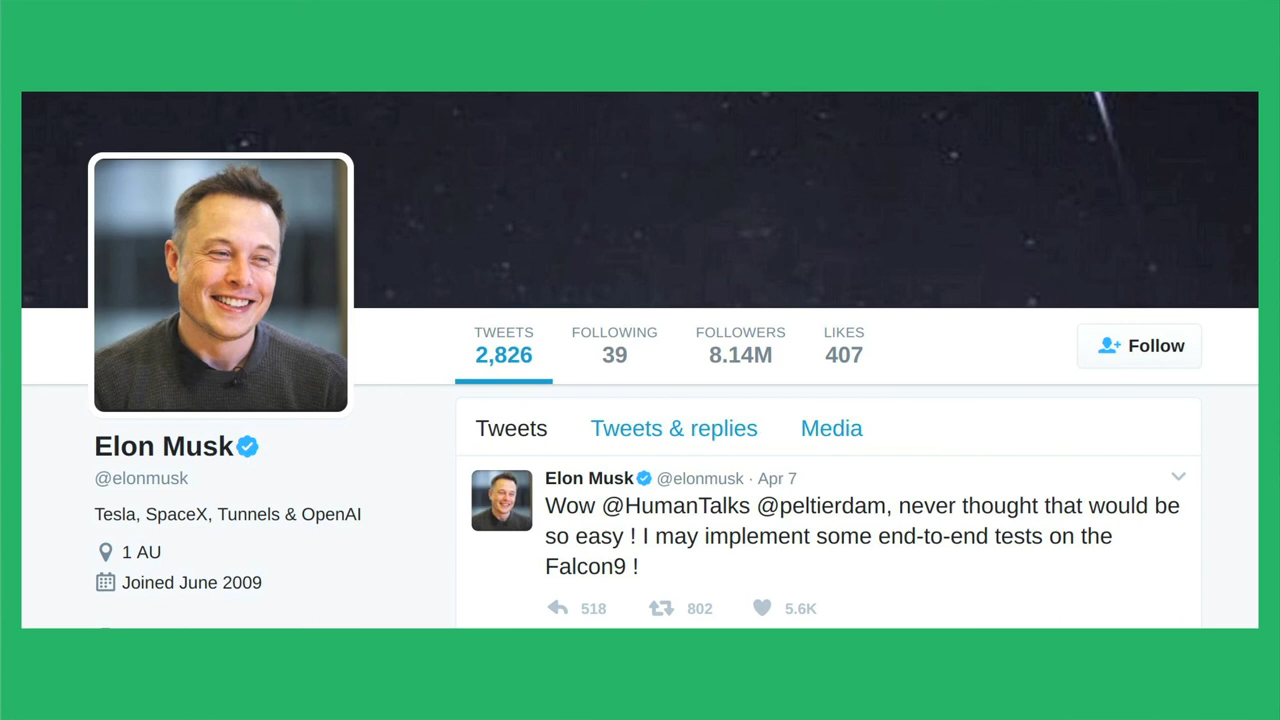 TWEETS FOLLOWING FOLLOWERS LIKES
2,826 39 8.14M 407
Follow
Elon Musk
@elonmusk
Tesla, SpaceX, Tunnels & OpenAI
1 AU
Joined June 2009
Tweets Tweets & replies Media
Elon Musk @elonmusk · Apr 7
Wow @HumanTalks @peltierdam, never thought that would be
so easy ! I may implement some end-to-end tests on the
Falcon9 !
518 802 5.6K